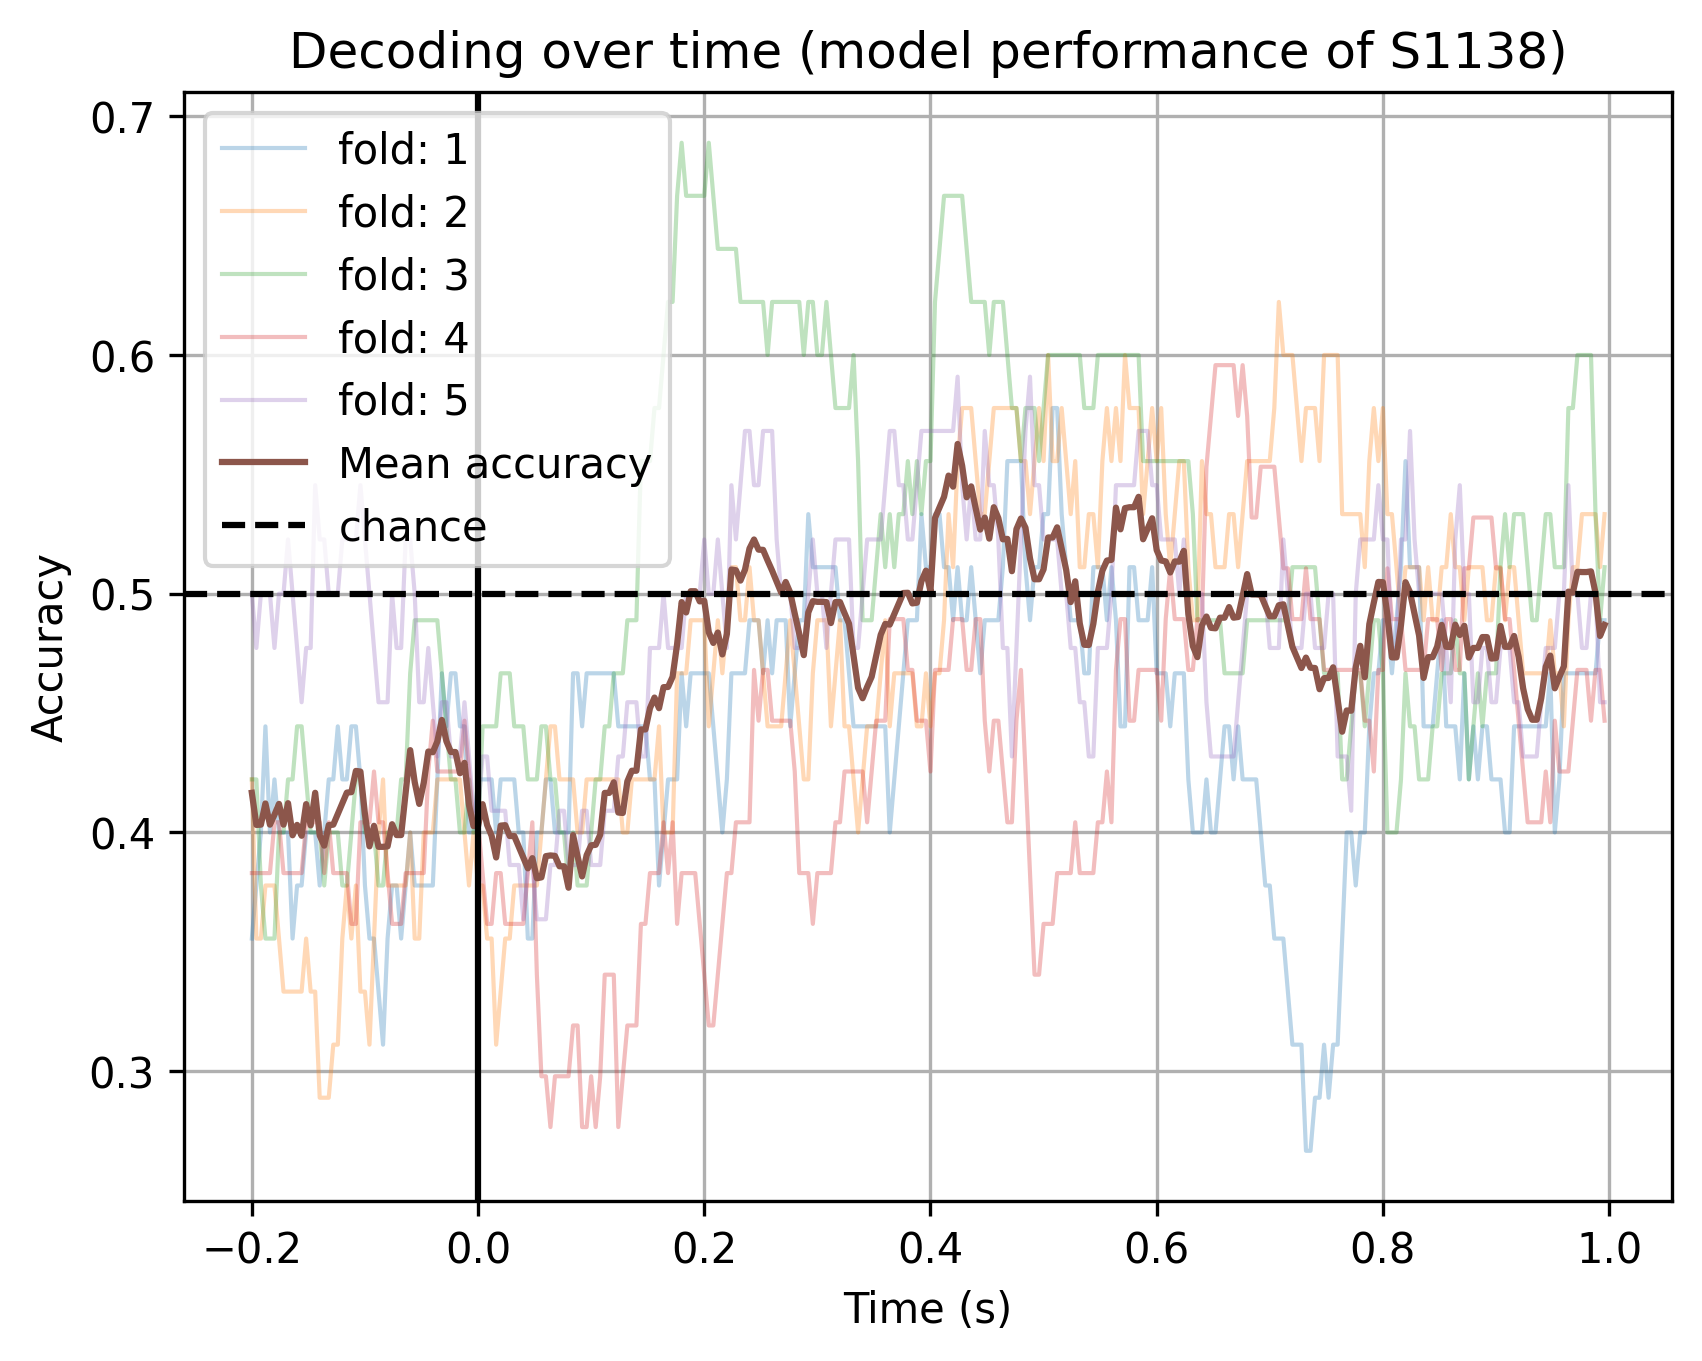 Decoding over time (model performance of S1138)
fold: 1
fold: 2
fold: 3
fold: 4
fold: 5
Mean accuracy
chance
Accuracy
0.7
0.6
0.5
0.4
0.3
−0.2 0.0 0.2 0.4 0.6 0.8 1.0
Time (s)